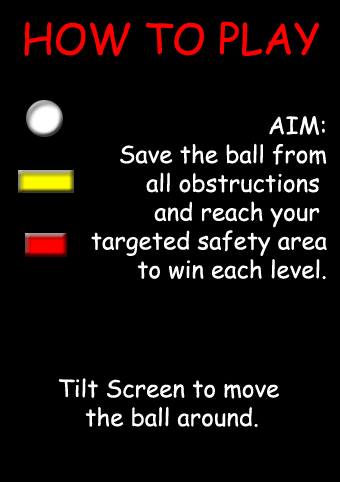 HOW TO PLAY
AIM:
Save the ball from
all obstructions
and reach your
targeted safety area
to win each level.
Tilt Screen to move
the ball around.